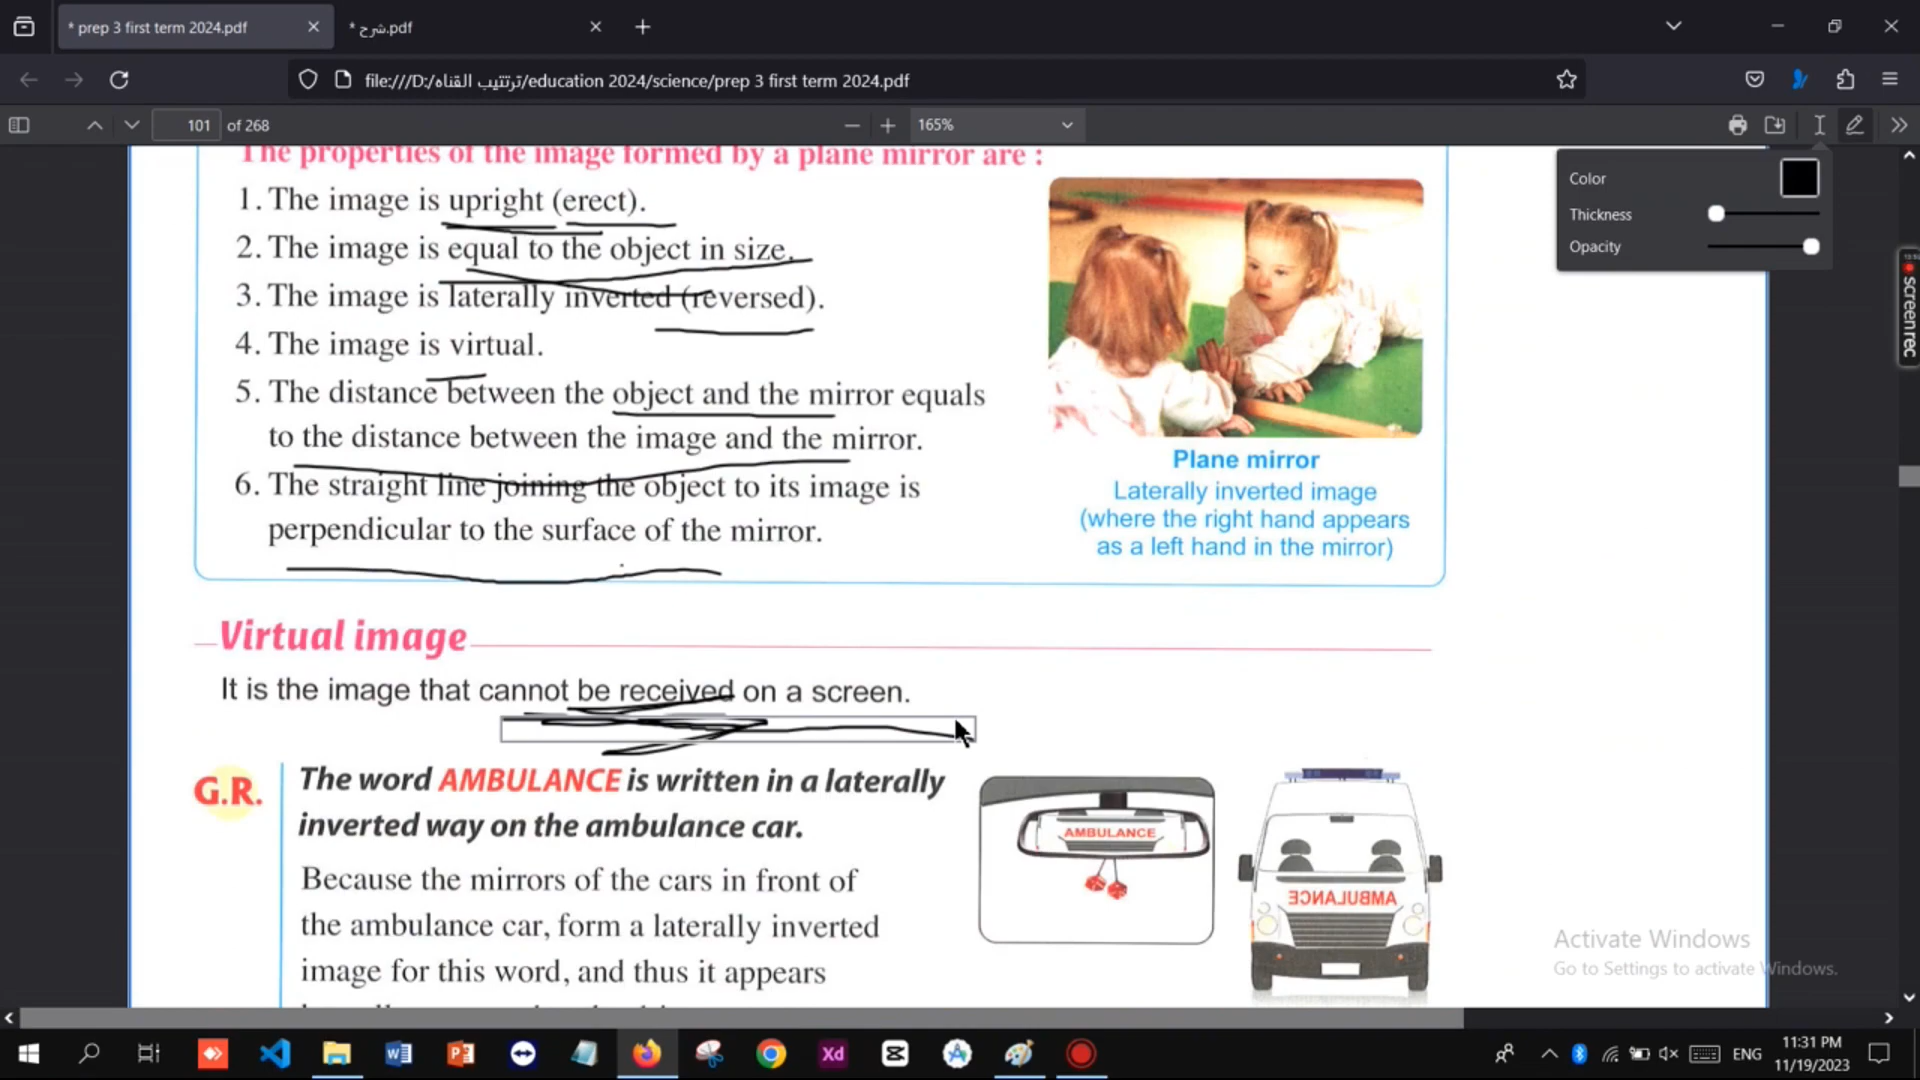 * prep 3 first term 2024.pdf
* شرح.pdf
file:///D:/ترتتيب القناه/education 2024/science/prep 3 first term 2024.pdf
101 of 268
165%
The properties of the image formed by a plane mirror are :
1. The image is upright (erect).
2. The image is equal to the object in size.
3. The image is laterally inverted (reversed).
4. The image is virtual.
5. The distance between the object and the mirror equals
to the distance between the image and the mirror.
6. The straight line joining the object to its image is
perpendicular to the surface of the mirror.
Plane mirror
Laterally inverted image
(where the right hand appears
as a left hand in the mirror)
Color
Thickness
Opacity
screenrec
Virtual image
It is the image that cannot be received on a screen.
G.R.
The word AMBULANCE is written in a laterally
inverted way on the ambulance car.
Because the mirrors of the cars in front of
the ambulance car, form a laterally inverted
image for this word, and thus it appears
AMBULANCE
AMBULANCE
Activate Windows
Go to Settings to activate Windows.
Xd
ENG
11:31 PM
11/19/2023